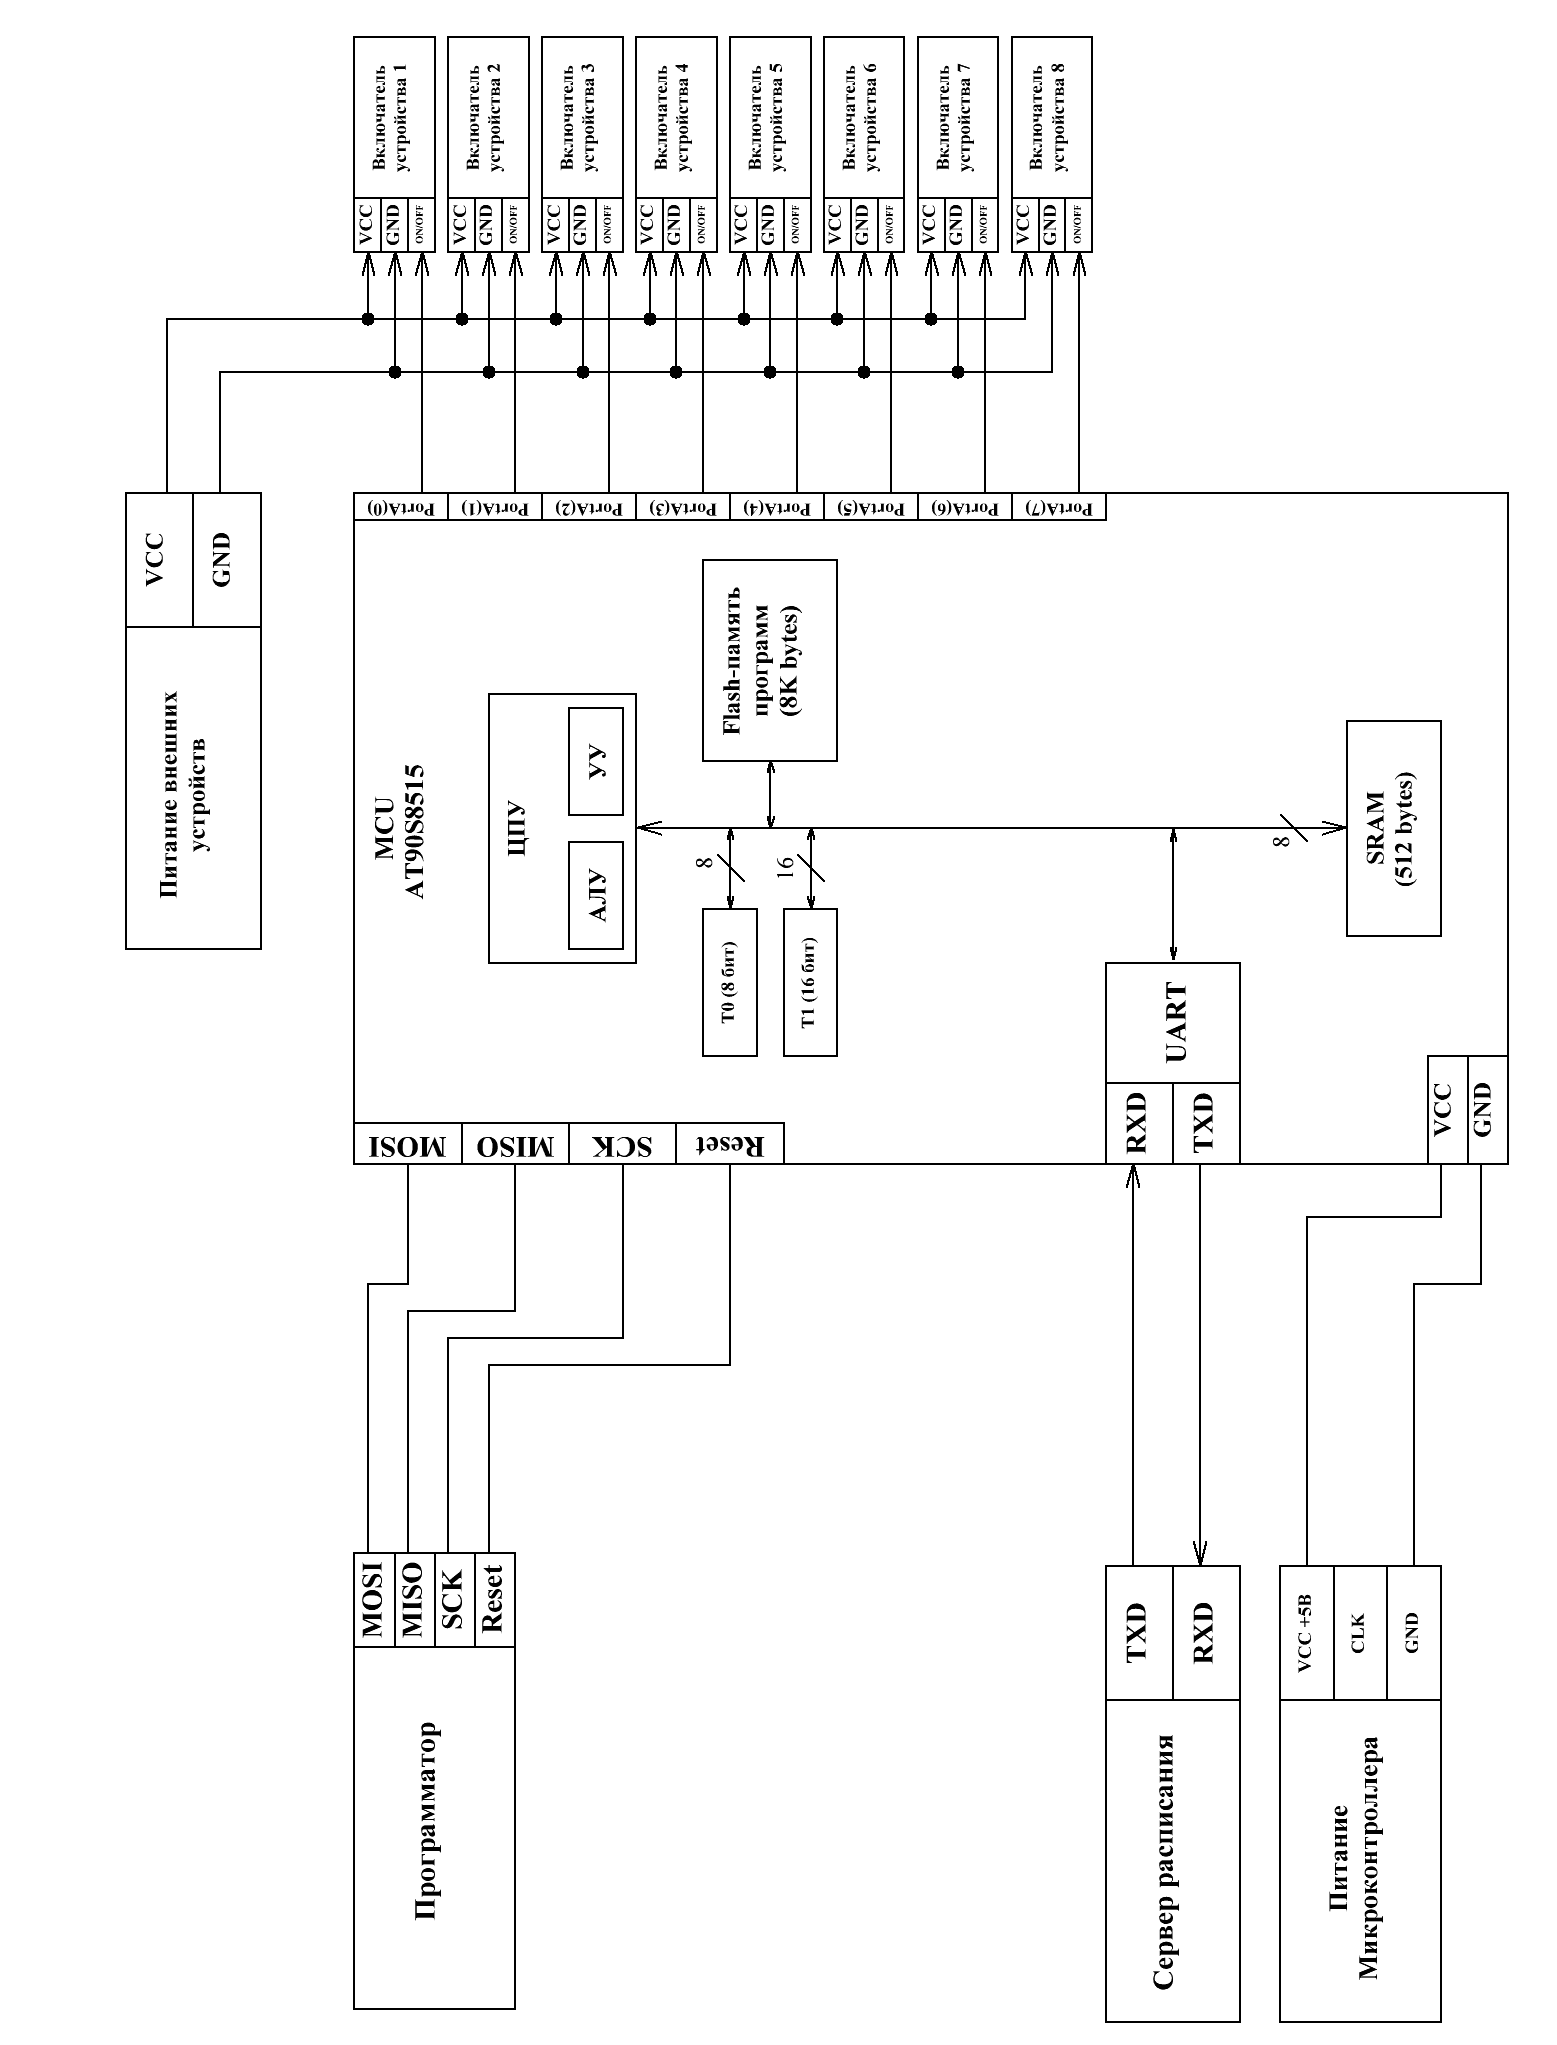 Включатель
устройства 1
VCC
GND
ON/OFF
Включатель
устройства 2
VCC
GND
ON/OFF
Включатель
устройства 3
VCC
GND
ON/OFF
Включатель
устройства 4
VCC
GND
ON/OFF
Включатель
устройства 5
VCC
GND
ON/OFF
Включатель
устройства 6
VCC
GND
ON/OFF
Включатель
устройства 7
VCC
GND
ON/OFF
Включатель
устройства 8
VCC
GND
ON/OFF
Питание внешних
устройств
VCC
GND
PortA(0)
PortA(1)
PortA(2)
PortA(3)
PortA(4)
PortA(5)
PortA(6)
PortA(7)
MCU
AT90S8515
ЦПУ
АЛУ
УУ
Flash-память
программ
(8K bytes)
8
16
8
T0 (8 бит)
T1 (16 бит)
SRAM
(512 bytes)
UART
RXD
TXD
VCC
GND
MOSI
MISO
SCK
Reset
MOSI
MISO
SCK
Reset
Программатор
TXD
RXD
Сервер расписания
VCC +5В
CLK
GND
Питание
Микроконтроллера